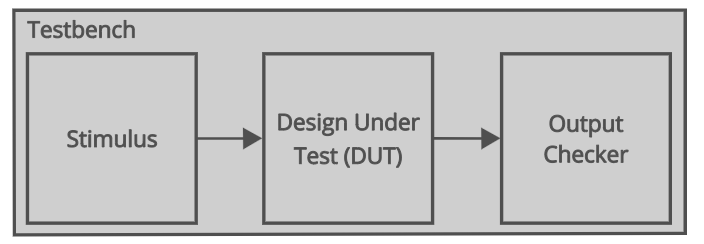 Testbench
Stimulus
Design Under
Test (DUT)
Output
Checker